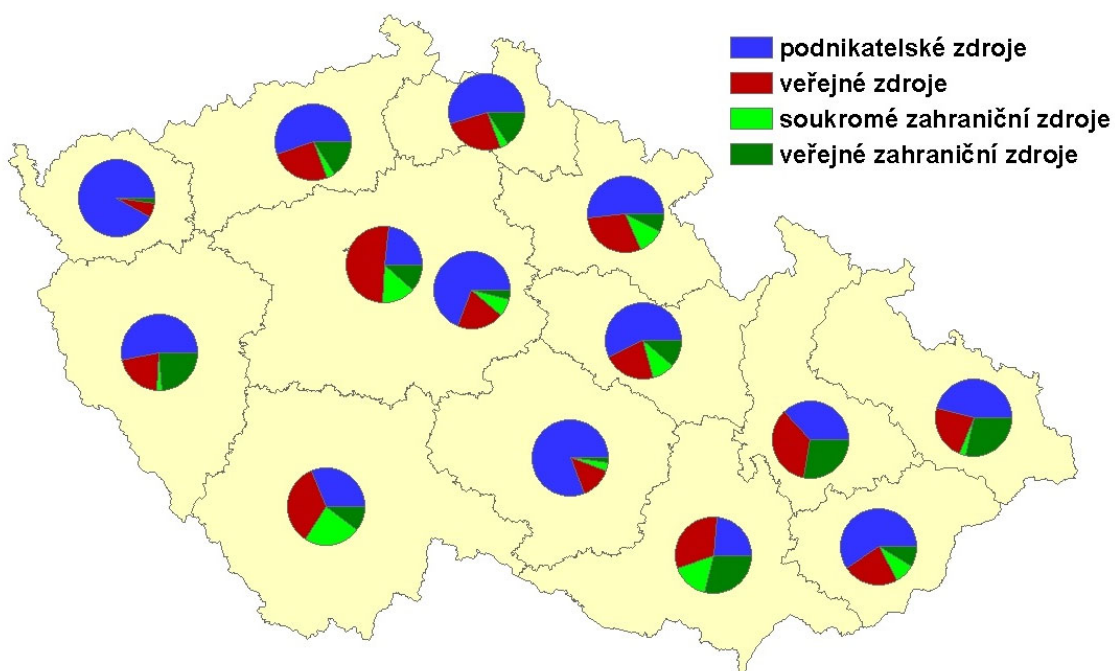 podnikatelské zdroje
veřejné zdroje
soukromé zahraniční zdroje
veřejné zahraniční zdroje